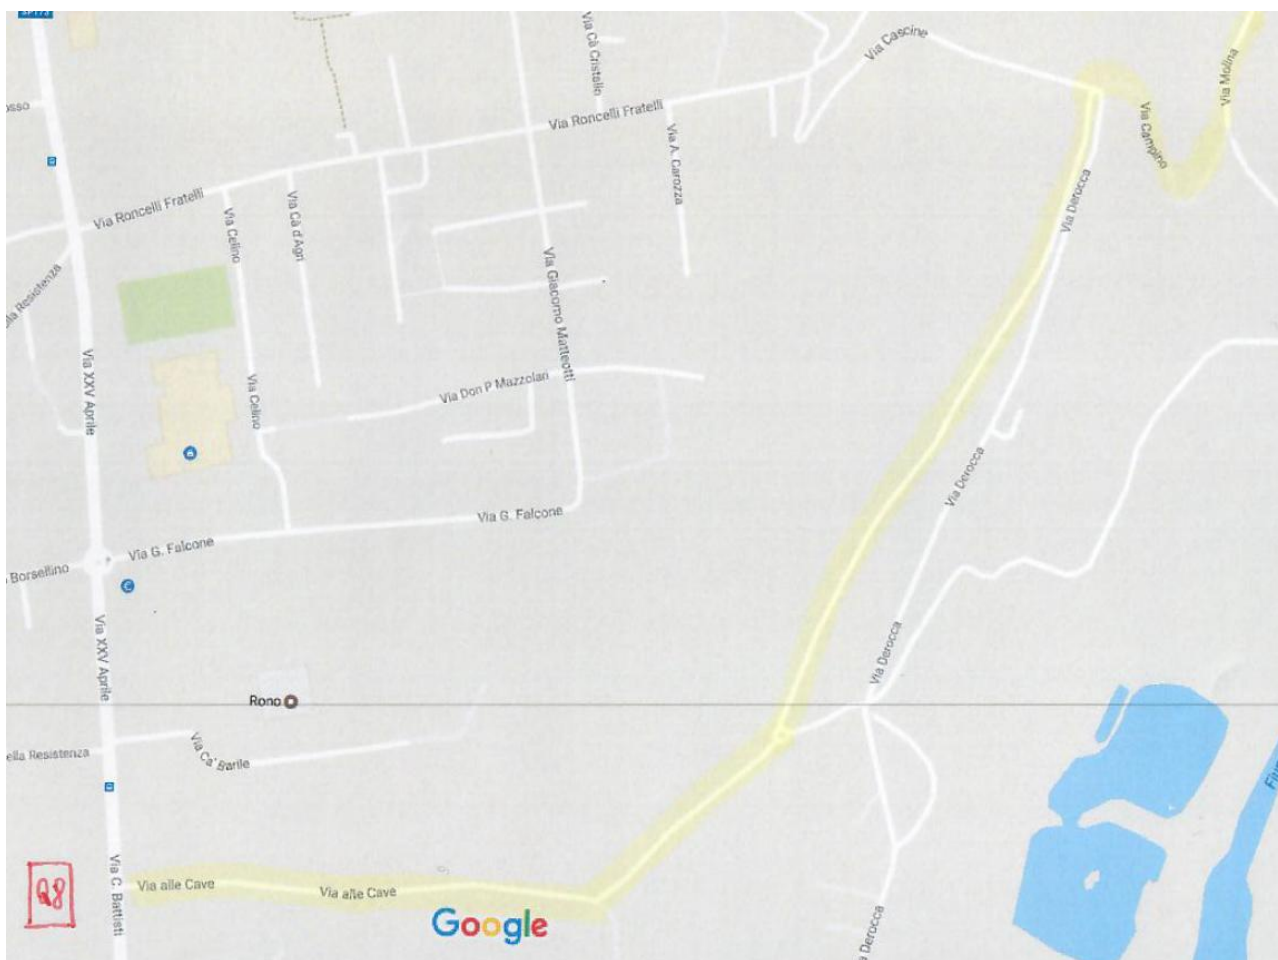 Via Cà Cristallo
Via Cascine
Via Molina
Via Roncelli Fratelli
Via Campino
Via A. Carozza
Via Derocca
Via Roncelli Fratelli
Via Celino
Via Cà d'Agri
Via Giacomo Matteotti
Via XXV Aprile
Via Don P Mazzolari
Via Celino
Via Derocca
Via G. Falcone
Via G. Falcone
Borsellino
Via XXV Aprile
Via Derocca
Rono
Via Ca' Barile
ella Resistenza
Via C. Battisti
Via alle Cave
Via alle Cave
Q8
Google
a Derocca